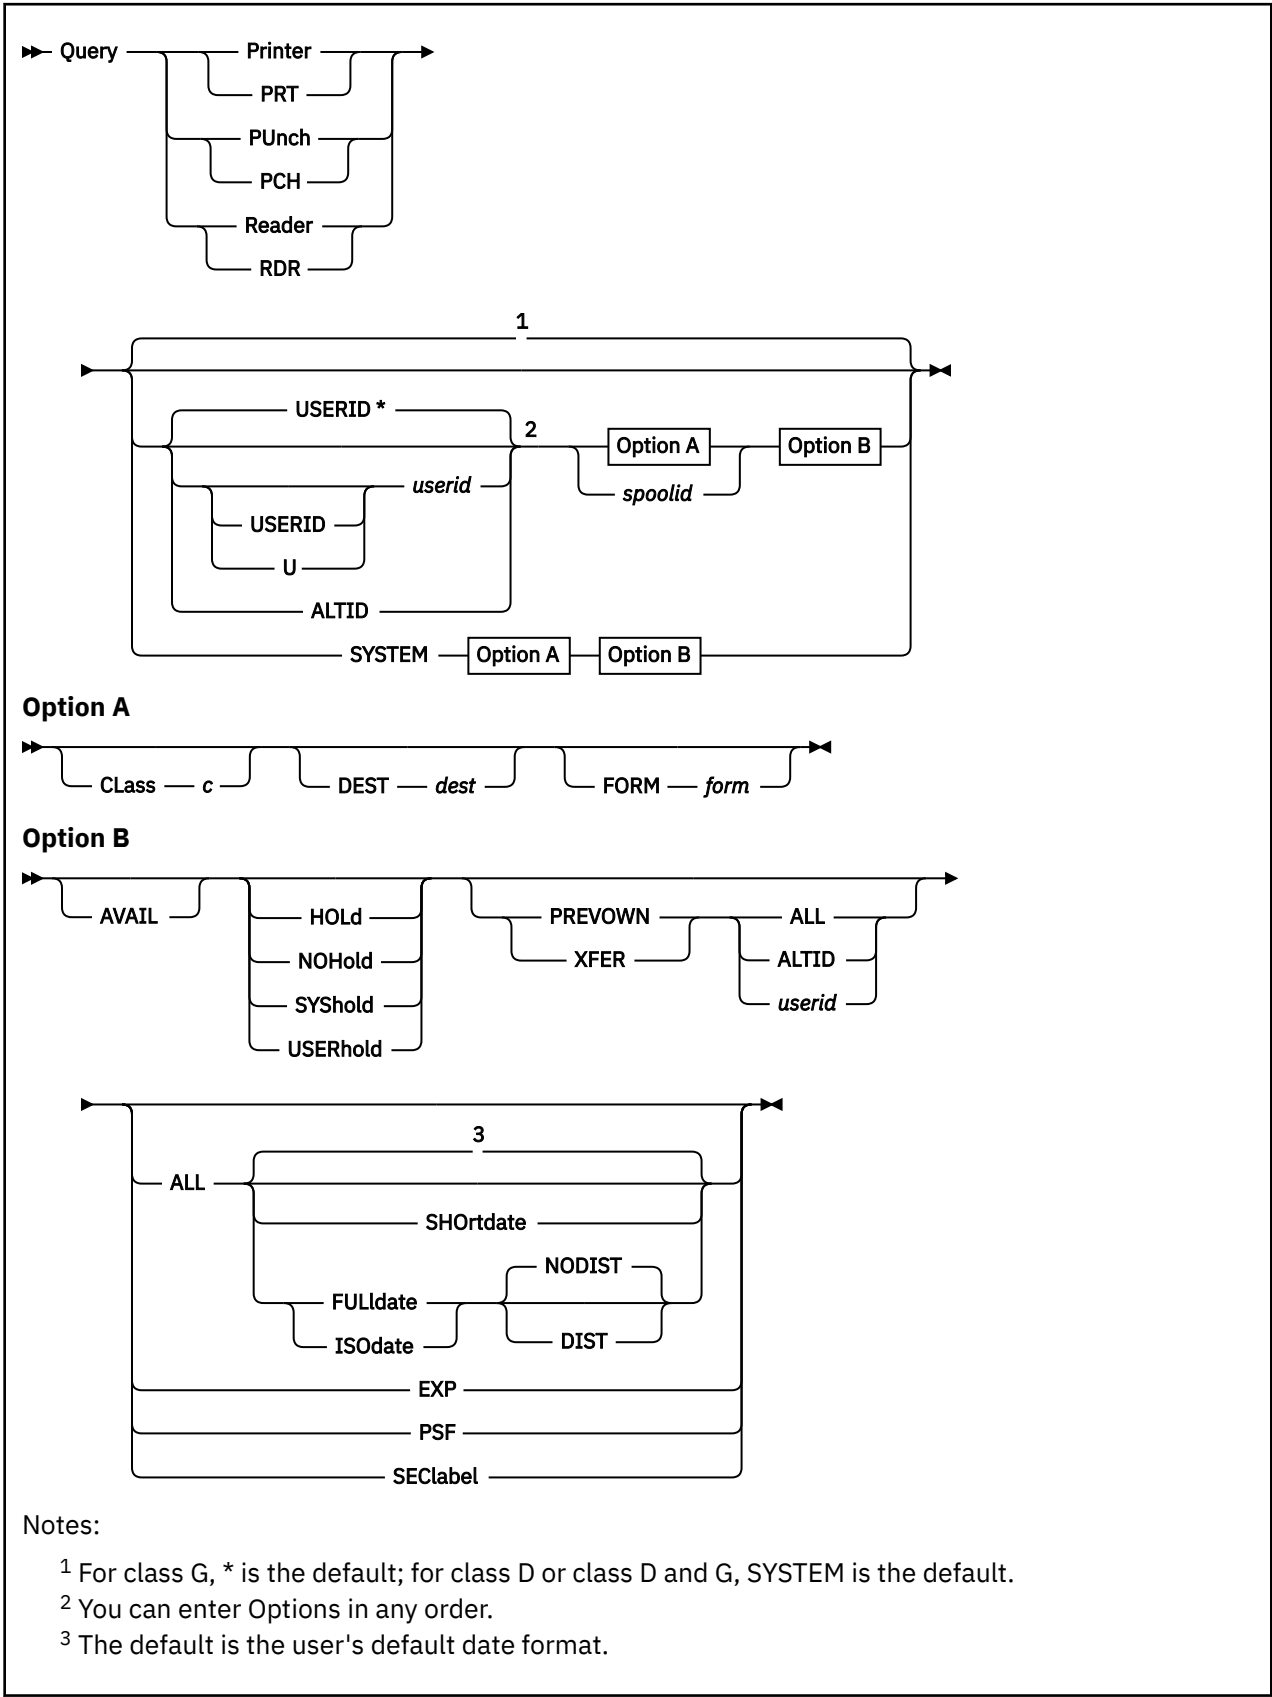 Query Printer
PRT
PUnch
PCH
Reader
RDR
1
USERID *
2
Option A Option B
userid
spoolid
USERID
U
ALTID
SYSTEM Option A Option B
Option A
CLass c DEST dest FORM form
Option B
AVAIL HOLd PREVOWN ALL
NOHold XFER ALTID
SYShold userid
USERhold
3
ALL
SHOrtdate
NODIST
FULldate
DIST
ISOdate
EXP
PSF
SEClabel
Notes:
1 For class G, * is the default; for class D or class D and G, SYSTEM is the default.
2 You can enter Options in any order.
3 The default is the user's default date format.